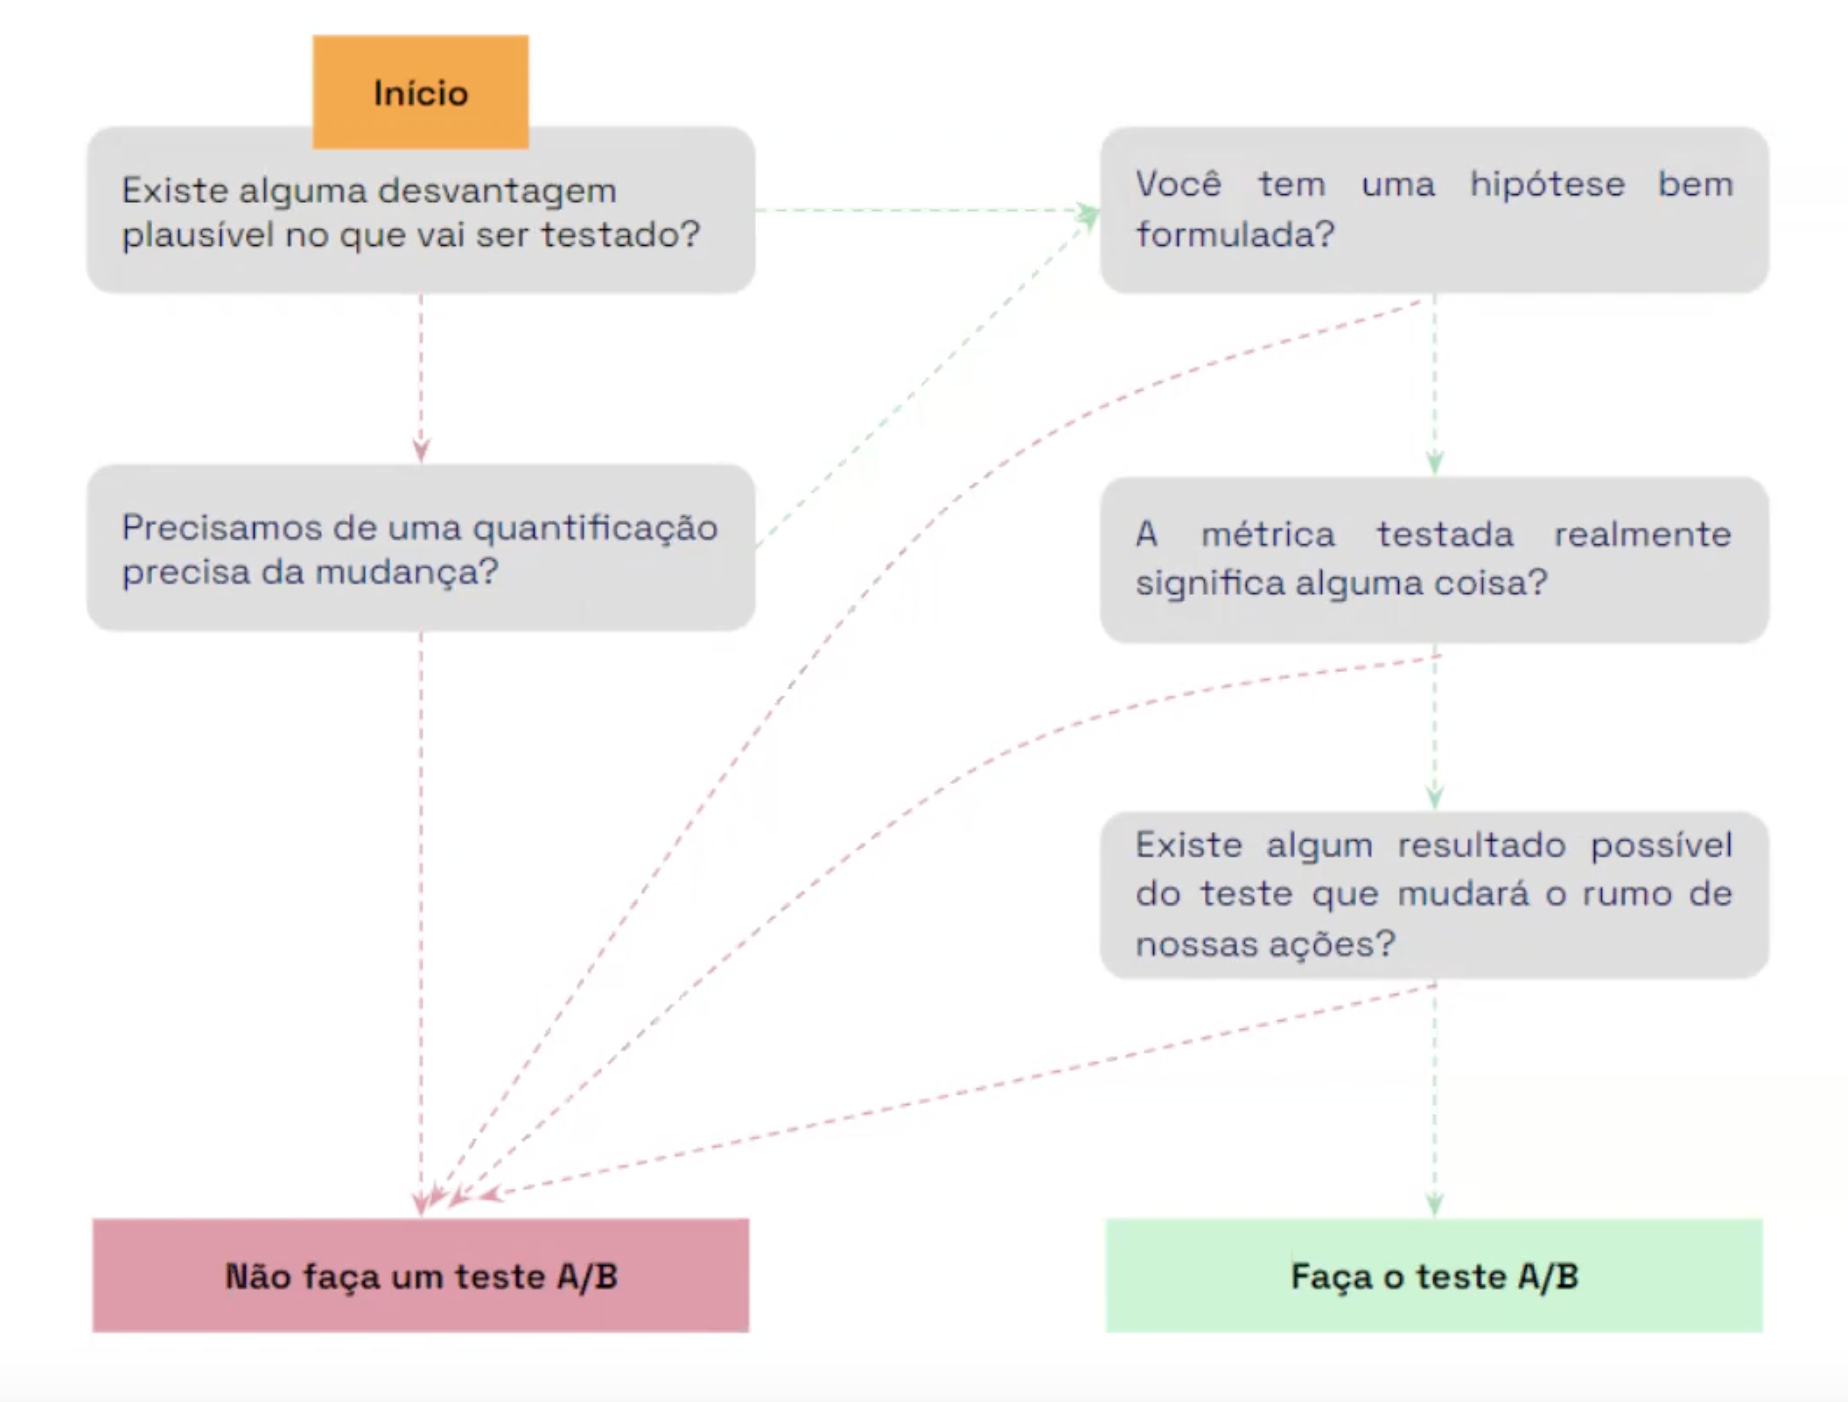 Início
Existe alguma desvantagem
plausível no que vai ser testado?
Você tem uma hipótese bem
formulada?
Precisamos de uma quantificação
precisa da mudança?
A métrica testada realmente
significa alguma coisa?
Existe algum resultado possível
do teste que mudará o rumo de
nossas ações?
Não faça um teste A/B
Faça o teste A/B